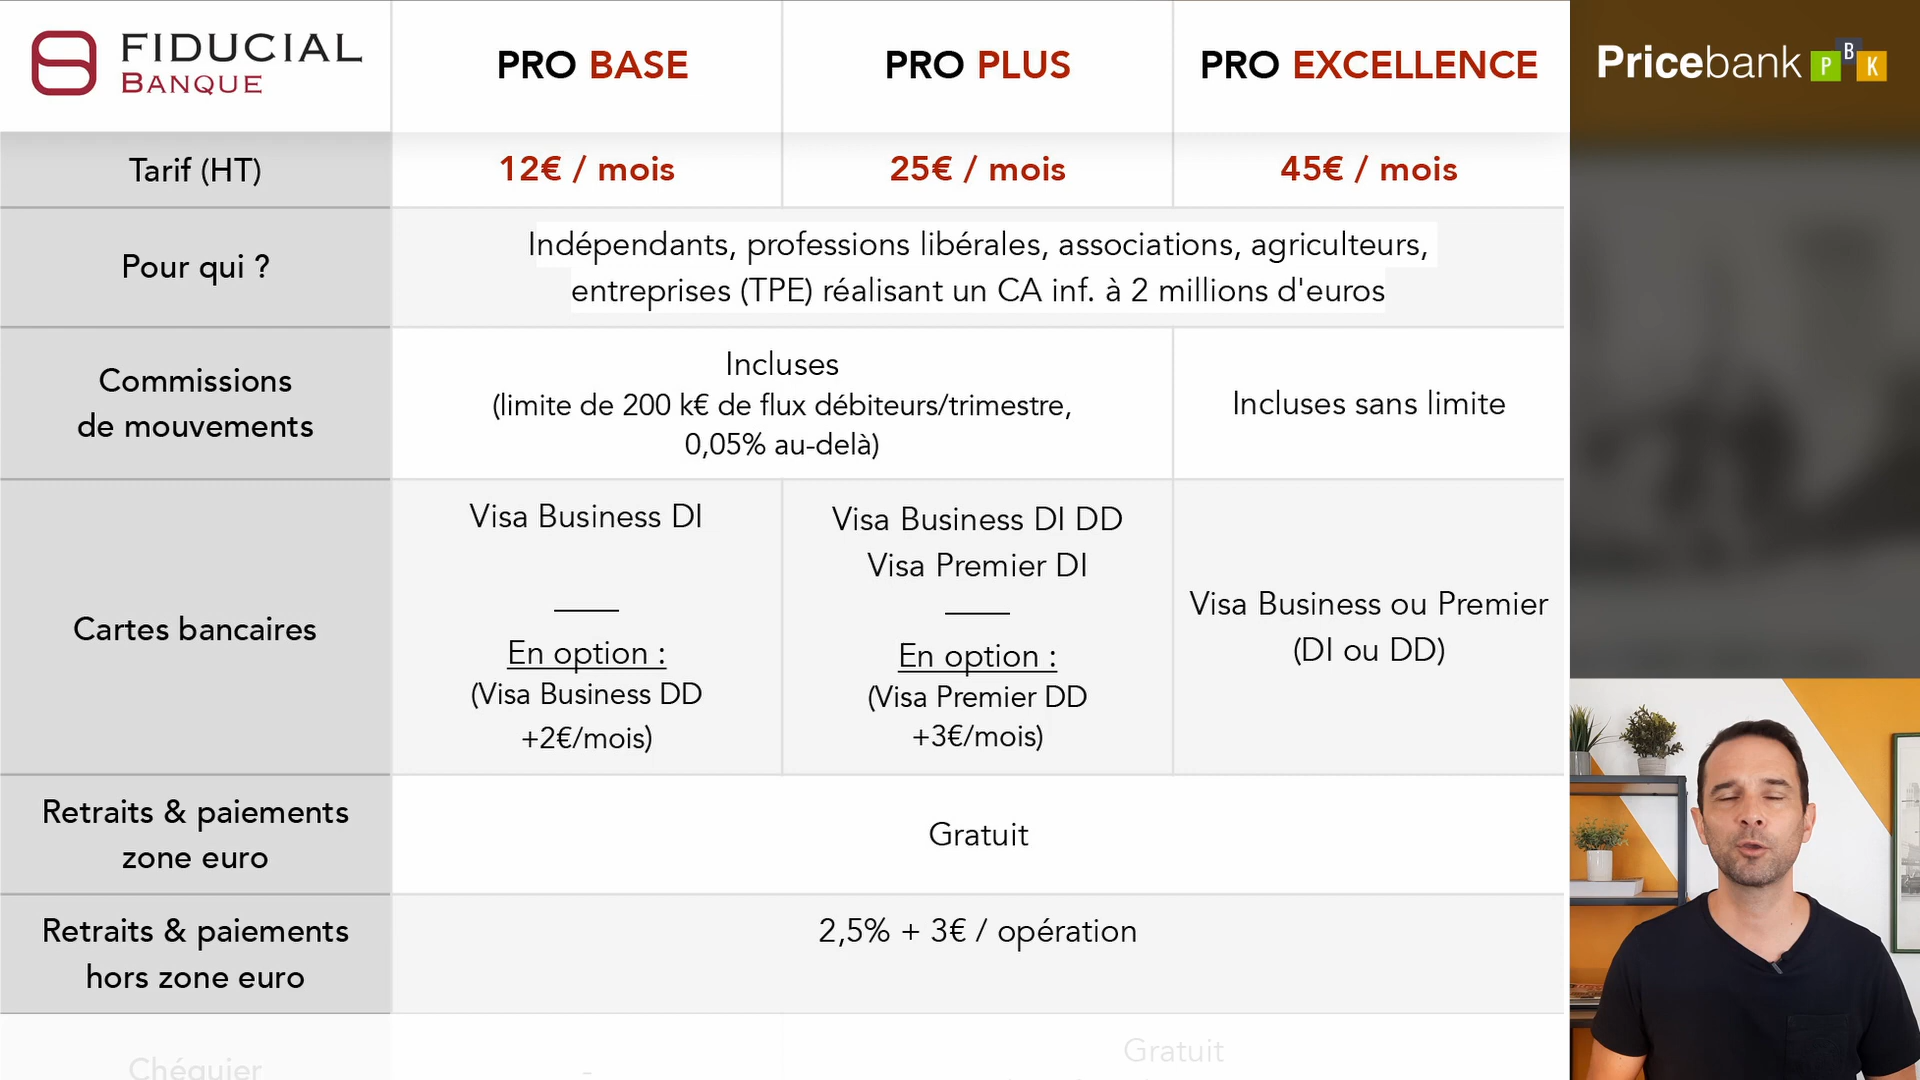 FIDUCIAL
BANQUE
PRO BASE
PRO PLUS
PRO EXCELLENCE
Pricebank P B K
Tarif (HT)
12€ / mois
25€ / mois
45€ / mois
Pour qui ?
Indépendants, professions libérales, associations, agriculteurs,
entreprises (TPE) réalisant un CA inf. à 2 millions d'euros
Commissions
de mouvements
Incluses
(limite de 200 k€ de flux débiteurs/trimestre,
0,05% au-delà)
Incluses sans limite
Cartes bancaires
Visa Business DI
En option :
(Visa Business DD
+2€/mois)
Visa Business DI DD
Visa Premier DI
En option :
(Visa Premier DD
+3€/mois)
Visa Business ou Premier
(DI ou DD)
Retraits & paiements
zone euro
Gratuit
Retraits & paiements
hors zone euro
2,5% + 3€ / opération
Chéquier
-
Gratuit